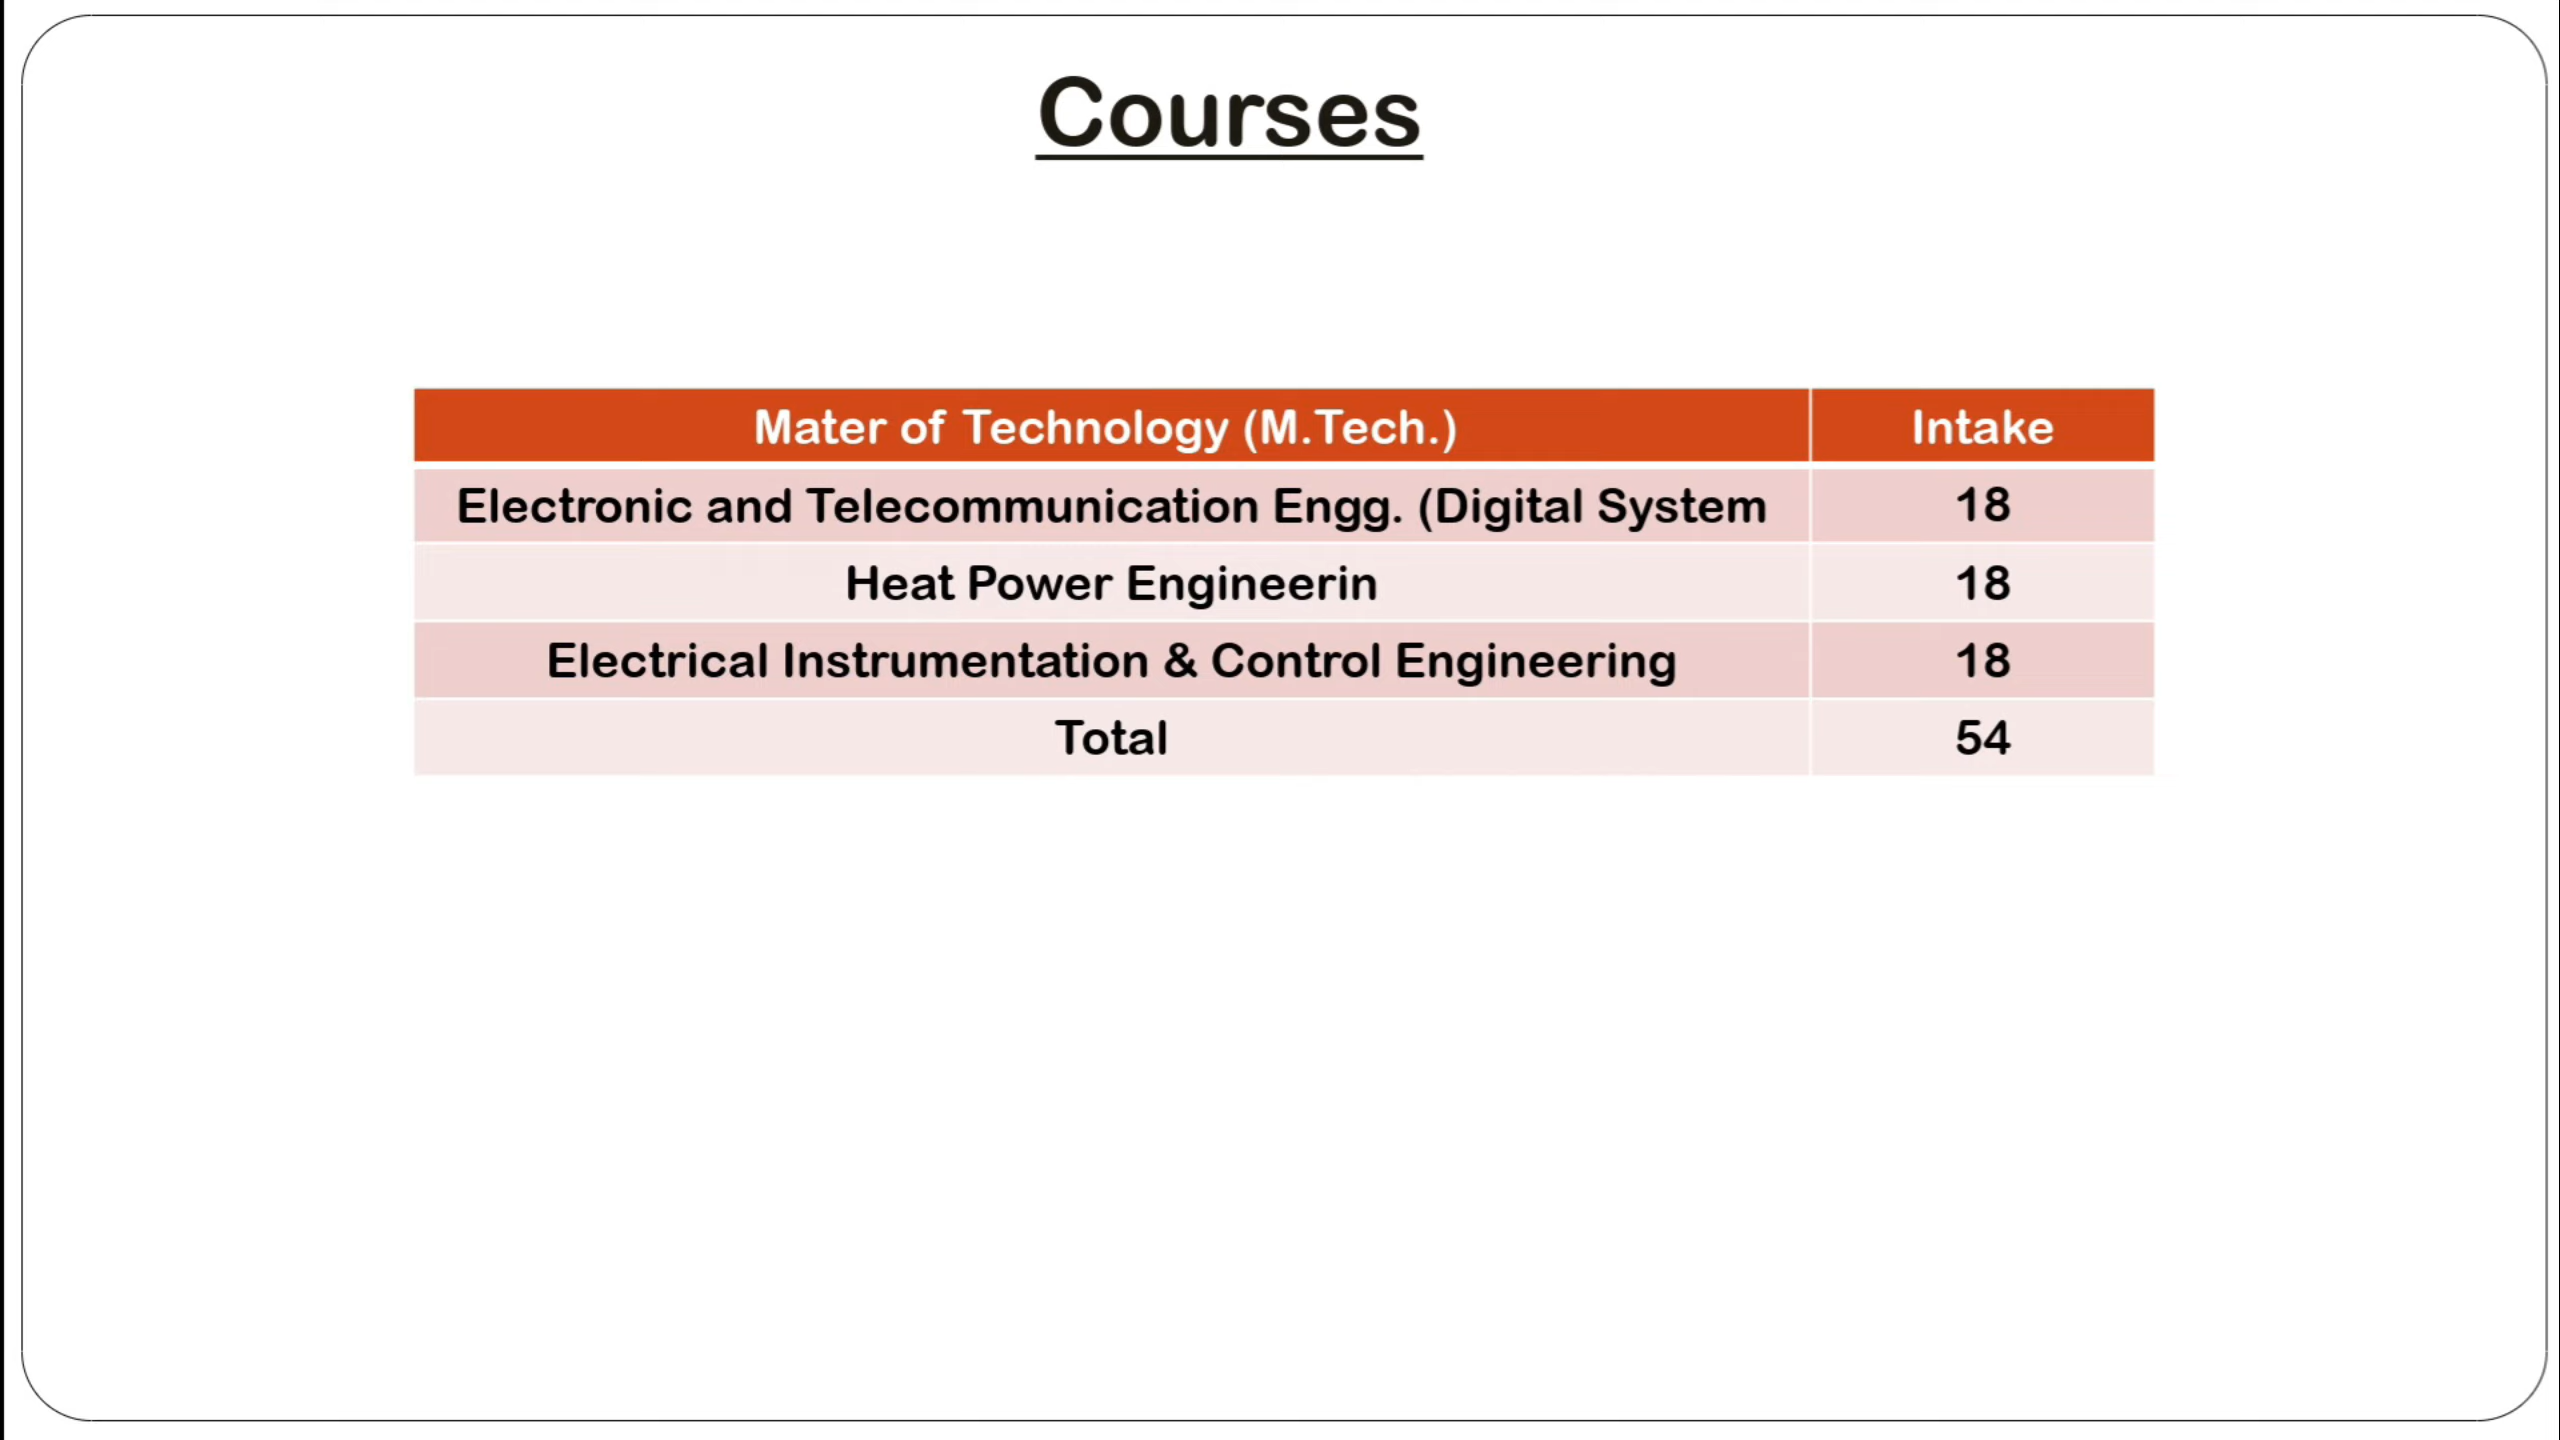 Courses
Mater of Technology (M.Tech.) Intake
Electronic and Telecommunication Engg. (Digital System 18
Heat Power Engineerin 18
Electrical Instrumentation & Control Engineering 18
Total 54